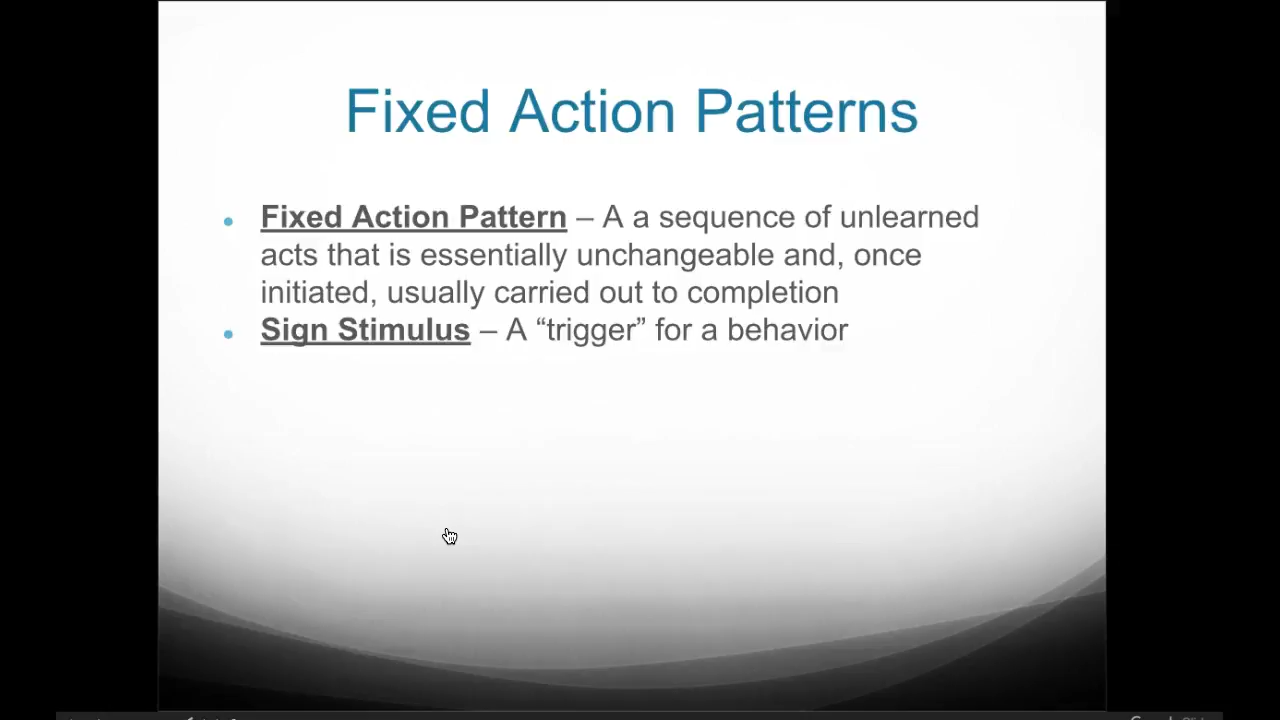 Fixed Action Patterns
• Fixed Action Pattern – A a sequence of unlearned
acts that is essentially unchangeable and, once
initiated, usually carried out to completion
• Sign Stimulus – A “trigger” for a behavior